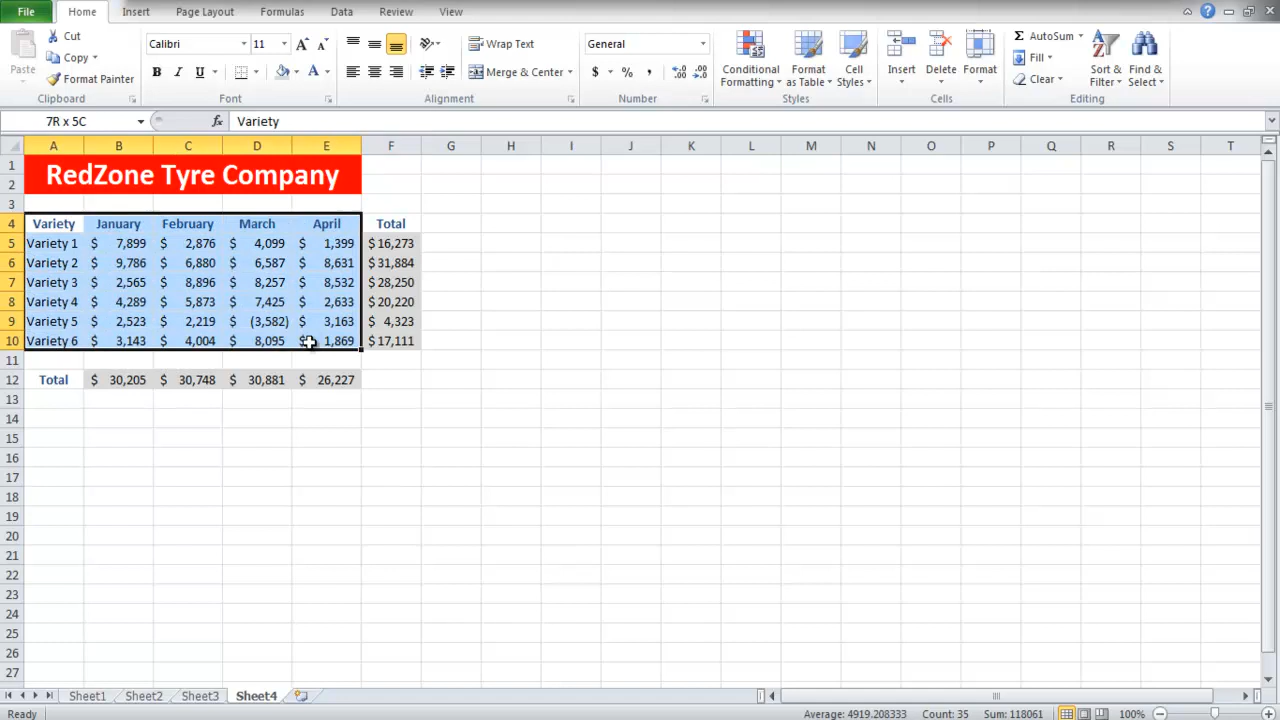 File Home Insert Page Layout Formulas Data Review View
Paste Cut Copy Format Painter Clipboard
Calibri 11 A A B I U A Font
Wrap Text Merge & Center Alignment
General $ % , .0 .00 .00 .0 Number
Conditional Formatting Format as Table Cell Styles Styles
Insert Delete Format Cells
Σ AutoSum Fill Clear Sort & Filter Find & Select Editing
7R x 5C fx Variety
A B C D E F G H I J K L M N O P Q R S T
1 RedZone Tyre Company
2
3
4 Variety January February March April Total
5 Variety 1 $ 7,899 $ 2,876 $ 4,099 $ 1,399 $ 16,273
6 Variety 2 $ 9,786 $ 6,880 $ 6,587 $ 8,631 $ 31,884
7 Variety 3 $ 2,565 $ 8,896 $ 8,257 $ 8,532 $ 28,250
8 Variety 4 $ 4,289 $ 5,873 $ 7,425 $ 2,633 $ 20,220
9 Variety 5 $ 2,523 $ 2,219 $ (3,582) $ 3,163 $ 4,323
10 Variety 6 $ 3,143 $ 4,004 $ 8,095 $ 1,869 $ 17,111
11
12 Total $ 30,205 $ 30,748 $ 30,881 $ 26,227
13
14
15
16
17
18
19
20
21
22
23
24
25
26
27
Sheet1 Sheet2 Sheet3 Sheet4
Ready Average: 4919.208333 Count: 35 Sum: 118061 100%